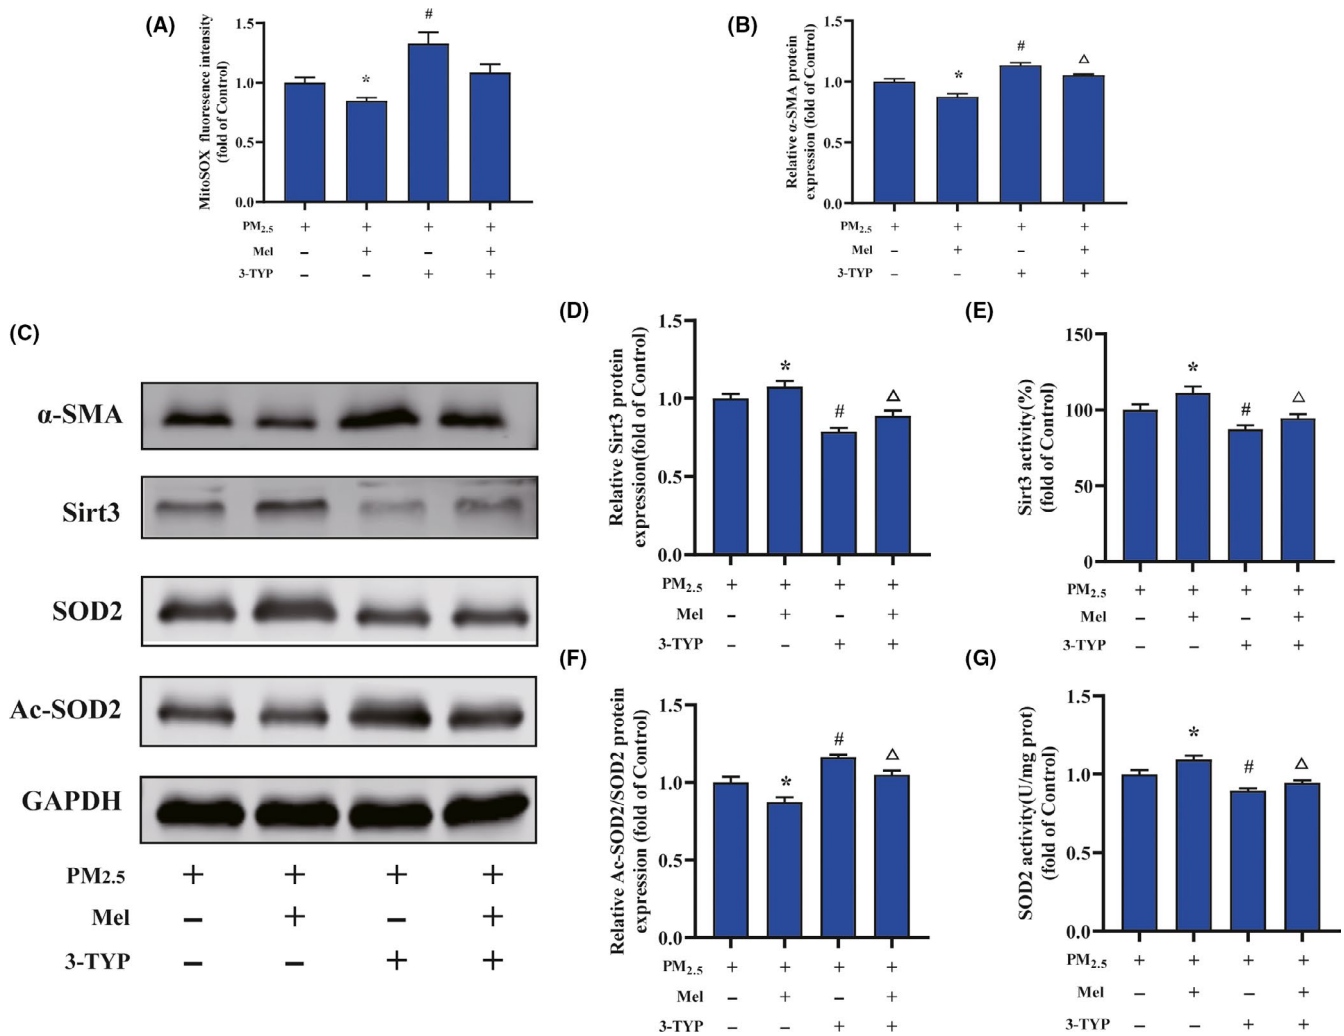 (A)
MitoSOX fluoresence intensity
(fold of Control)
1.5
1.0
0.5
0.0
*
#
PM2.5 + + + +
Mel – + – +
3-TYP – – + +
(B)
Relative α-SMA protein
expression (fold of Control)
1.5
1.0
0.5
0.0
*
#
△
PM2.5 + + + +
Mel – + – +
3-TYP – – + +
(C)
α-SMA
Sirt3
SOD2
Ac-SOD2
GAPDH
PM2.5 + + + +
Mel – + – +
3-TYP – – + +
(D)
Relative Sirt3 protein
expression(fold of Control)
1.5
1.0
0.5
0.0
*
#
△
PM2.5 + + + +
Mel – + – +
3-TYP – – + +
(E)
Sirt3 activity(%)
(fold of Control)
150
100
50
0
*
#
△
PM2.5 + + + +
Mel – + – +
3-TYP – – + +
(F)
Relative Ac-SOD2/SOD2 protein
expression (fold of Control)
1.5
1.0
0.5
0.0
*
#
△
PM2.5 + + + +
Mel – + – +
3-TYP – – + +
(G)
SOD2 activity(U/mg prot)
(fold of Control)
1.5
1.0
0.5
0.0
*
#
△
PM2.5 + + + +
Mel – + – +
3-TYP – – + +